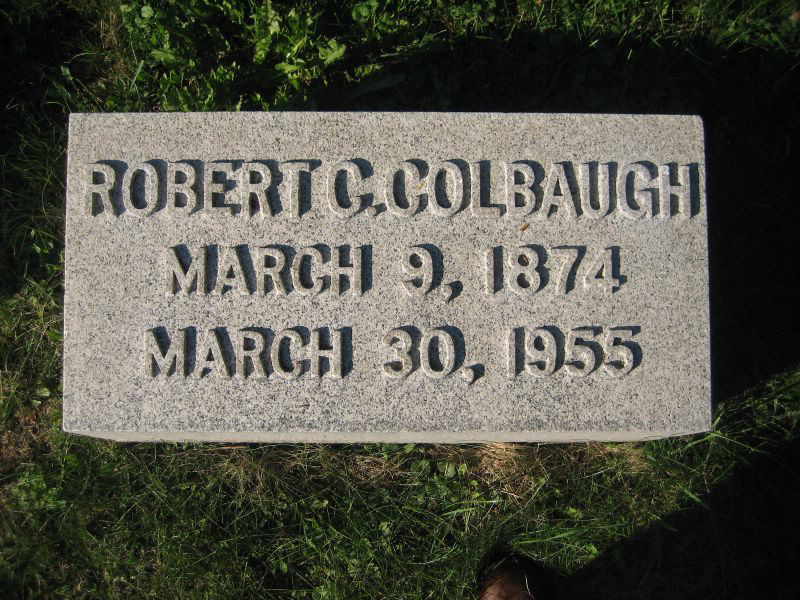 ROBERT C. COLBAUGH
MARCH 9, 1874
MARCH 30, 1955